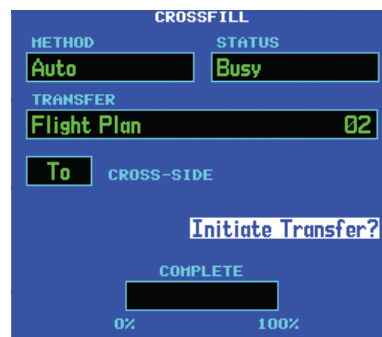 CROSSFILL
METHOD STATUS
Auto Busy
TRANSFER
Flight Plan 02
To CROSS-SIDE
Initiate Transfer?
COMPLETE
0% 100%